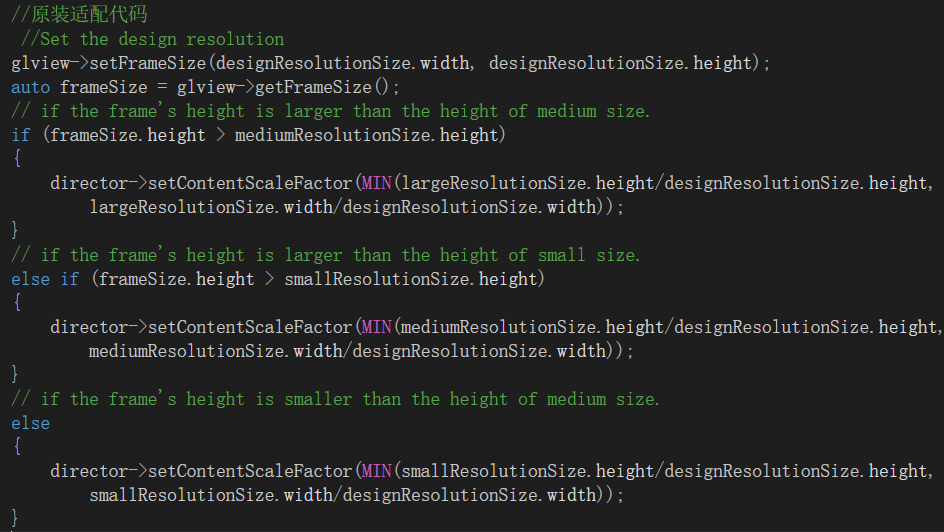 //原装适配代码
//Set the design resolution
glview->setFrameSize(designResolutionSize.width, designResolutionSize.height);
auto frameSize = glview->getFrameSize();
// if the frame's height is larger than the height of medium size.
if (frameSize.height > mediumResolutionSize.height)
{
director->setContentScaleFactor(MIN(largeResolutionSize.height/designResolutionSize.height,
largeResolutionSize.width/designResolutionSize.width));
}
// if the frame's height is larger than the height of small size.
else if (frameSize.height > smallResolutionSize.height)
{
director->setContentScaleFactor(MIN(mediumResolutionSize.height/designResolutionSize.height,
mediumResolutionSize.width/designResolutionSize.width));
}
// if the frame's height is smaller than the height of medium size.
else
{
director->setContentScaleFactor(MIN(smallResolutionSize.height/designResolutionSize.height,
smallResolutionSize.width/designResolutionSize.width));
}